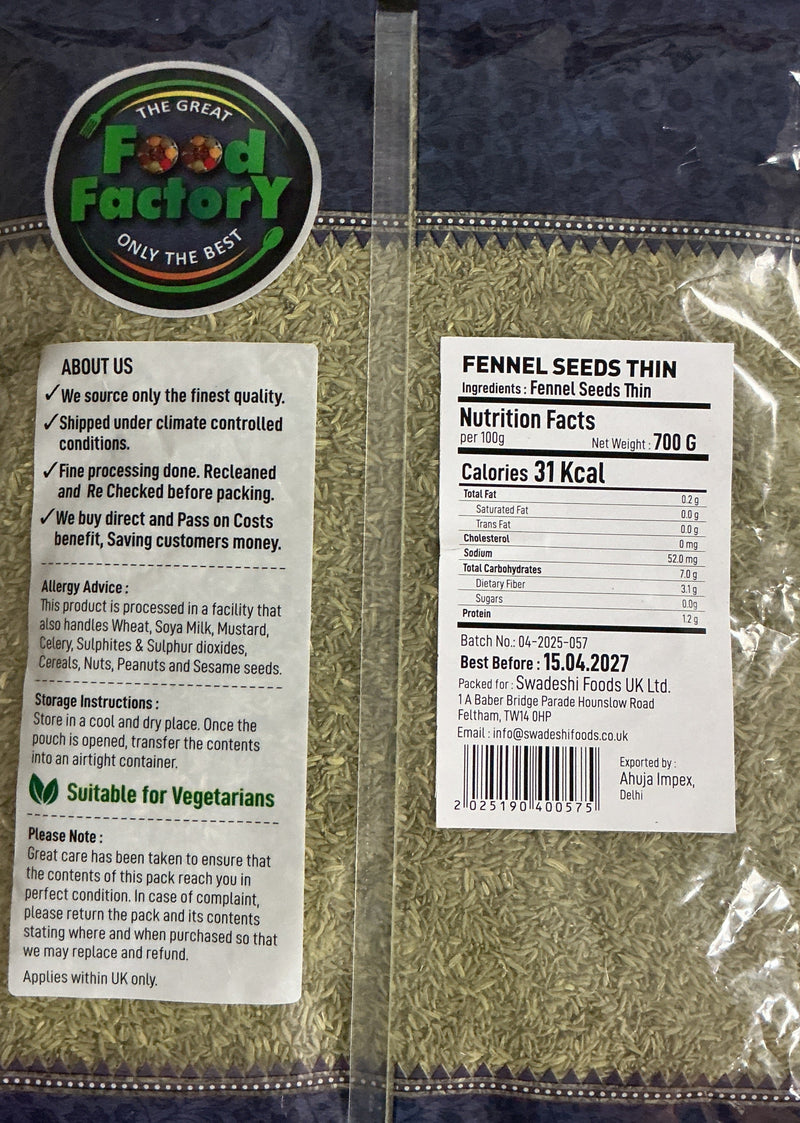 THE GREAT
Food
FactorY
ONLY THE BEST
ABOUT US
✓We source only the finest quality.
✓Shipped under climate controlled
conditions.
✓Fine processing done. Recleaned
and Re Checked before packing.
✓We buy direct and Pass on Costs
benefit, Saving customers money.
Allergy Advice :
This product is processed in a facility that
also handles Wheat, Soya Milk, Mustard,
Celery, Sulphites & Sulphur dioxides,
Cereals, Nuts, Peanuts and Sesame seeds.
Storage Instructions :
Store in a cool and dry place. Once the
pouch is opened, transfer the contents
into an airtight container.
Suitable for Vegetarians
Please Note :
Great care has been taken to ensure that
the contents of this pack reach you in
perfect condition. In case of complaint,
please return the pack and its contents
stating where and when purchased so that
we may replace and refund.
Applies within UK only.
FENNEL SEEDS THIN
Ingredients : Fennel Seeds Thin
Nutrition Facts
per 100g Net Weight : 700 G
Calories 31 Kcal
Total Fat 0.2 g
Saturated Fat 0.0 g
Trans Fat 0.0 g
Cholesterol 0 mg
Sodium 52.0 mg
Total Carbohydrates 7.0 g
Dietary Fiber 3.1 g
Sugars 0.0g
Protein 1.2 g
Batch No.: 04-2025-057
Best Before : 15.04.2027
Packed for : Swadeshi Foods UK Ltd.
1 A Baber Bridge Parade Hounslow Road
Feltham, TW14 0HP
Email : info@swadeshifoods.co.uk
2 025190 400575
Exported by :
Ahuja Impex,
Delhi